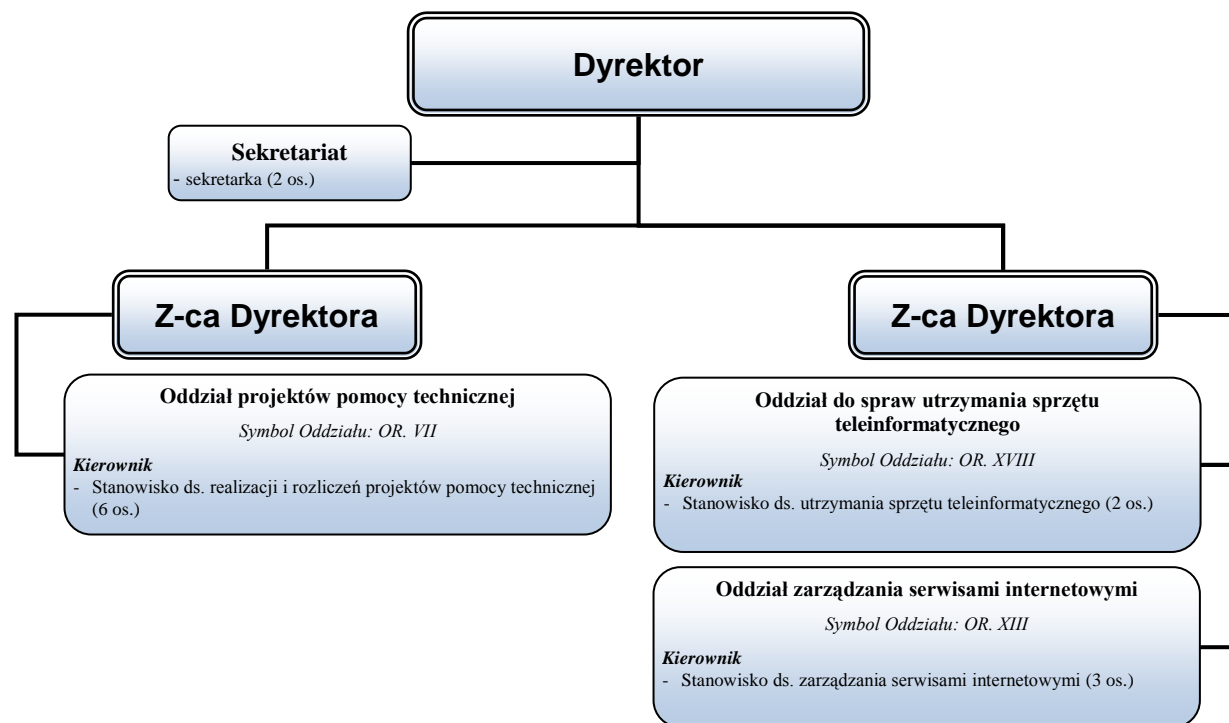 Dyrektor
Sekretariat
- sekretarka (2 os.)
Z-ca Dyrektora
Z-ca Dyrektora
Oddział projektów pomocy technicznej
Symbol Oddziału: OR. VII
Kierownik
- Stanowisko ds. realizacji i rozliczeń projektów pomocy technicznej
(6 os.)
Oddział do spraw utrzymania sprzętu
teleinformatycznego
Symbol Oddziału: OR. XVIII
Kierownik
- Stanowisko ds. utrzymania sprzętu teleinformatycznego (2 os.)
Oddział zarządzania serwisami internetowymi
Symbol Oddziału: OR. XIII
Kierownik
- Stanowisko ds. zarządzania serwisami internetowymi (3 os.)